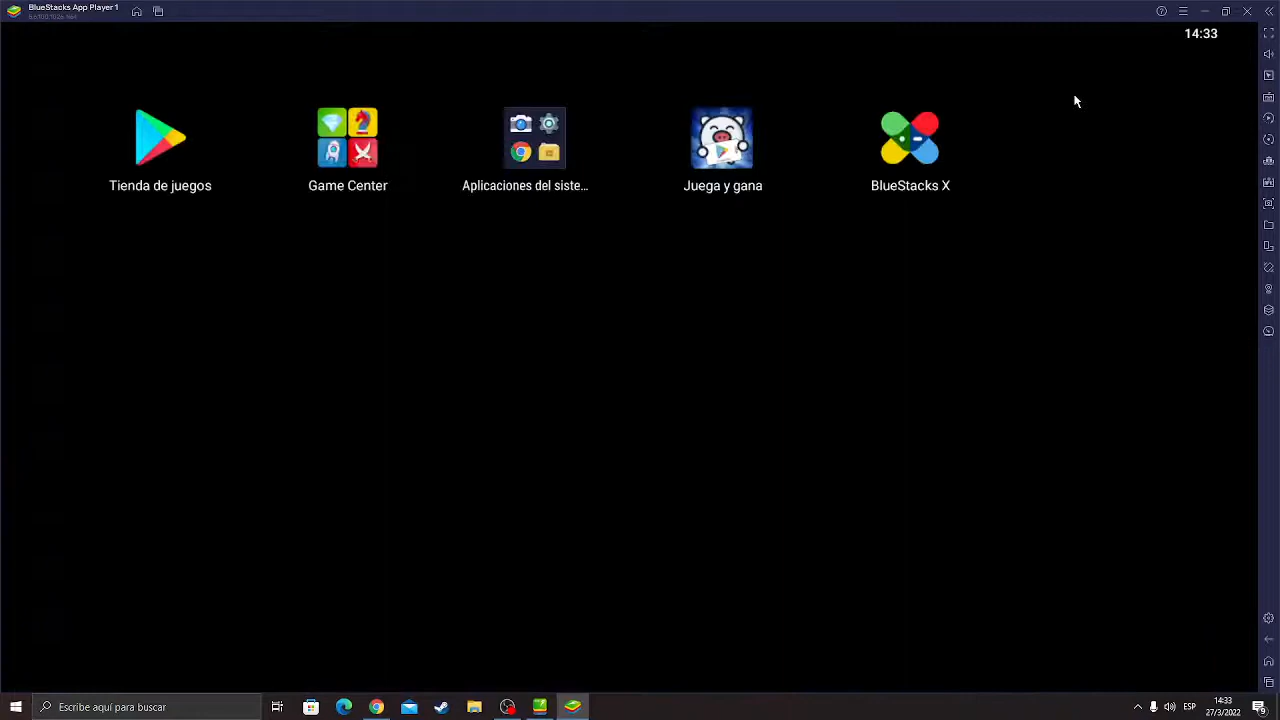 BlueStacks App Player 1
14:33
Tienda de juegos
Game Center
Aplicaciones del siste...
Juega y gana
BlueStacks X
Escribe aquí para buscar
ESP
14:33
27/3/2022